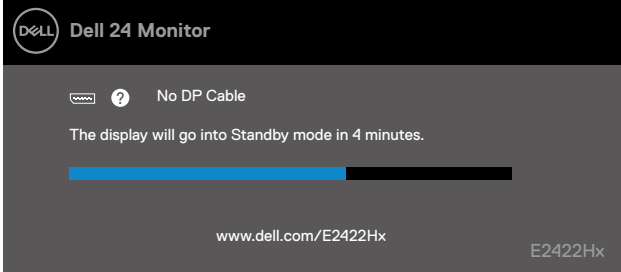 DELL
Dell 24 Monitor
? No DP Cable
The display will go into Standby mode in 4 minutes.
www.dell.com/E2422Hx
E2422Hx